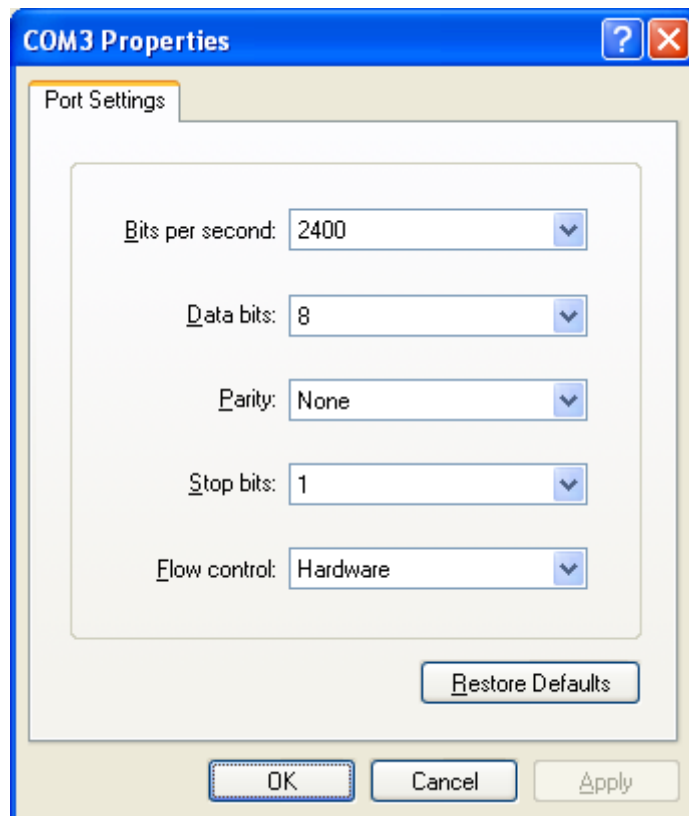 COM3 Properties
Port Settings
Bits per second: 2400
Data bits: 8
Parity: None
Stop bits: 1
Flow control: Hardware
Restore Defaults
OK Cancel Apply